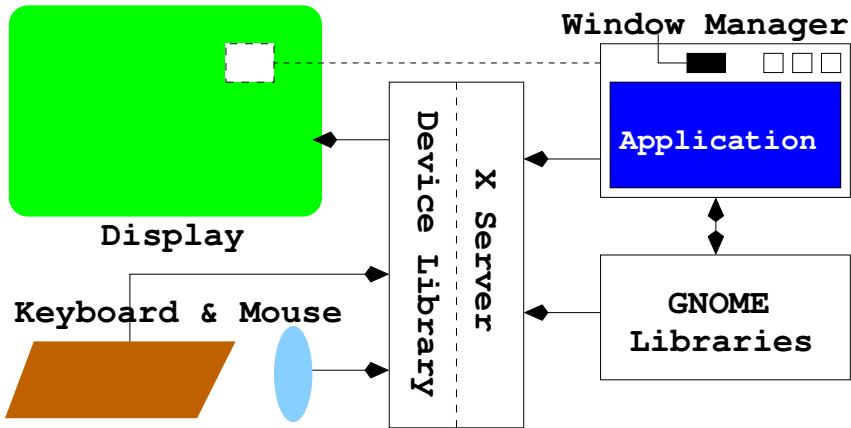 Window Manager
Application
Device Library
X Server
Display
Keyboard & Mouse
GNOME
Libraries